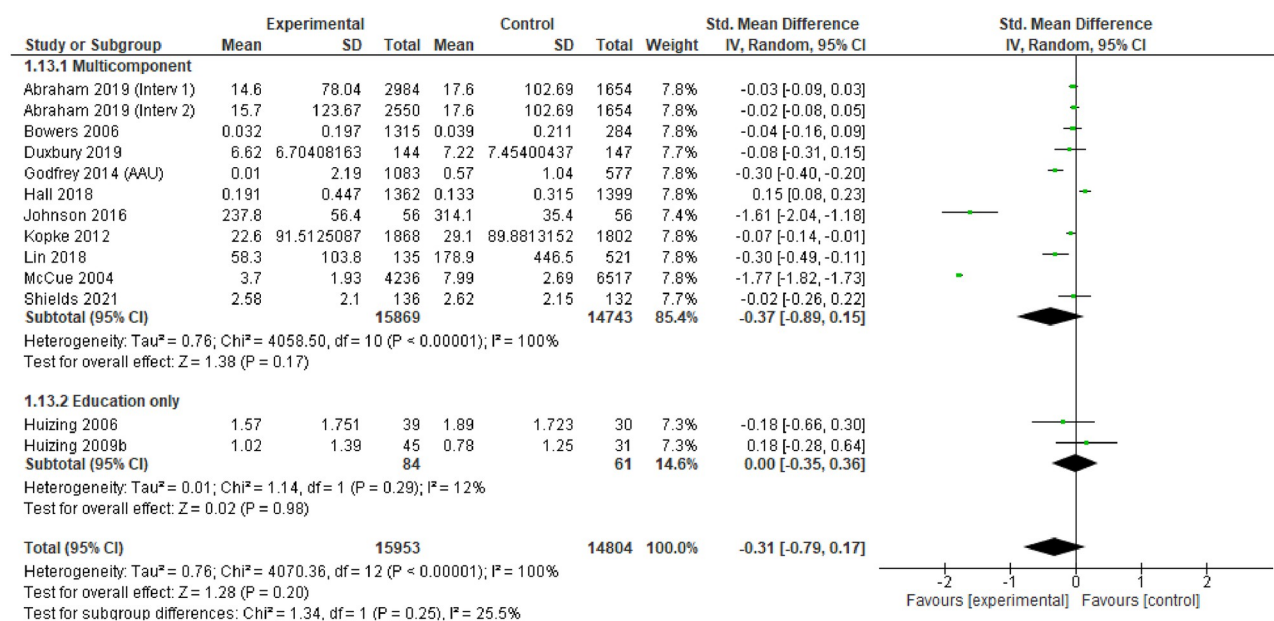 Experimental Control Std. Mean Difference Std. Mean Difference
Study or Subgroup Mean SD Total Mean SD Total Weight IV, Random, 95% CI IV, Random, 95% CI
1.13.1 Multicomponent
Abraham 2019 (Interv 1) 14.6 78.04 2984 17.6 102.69 1654 7.8% -0.03 [-0.09, 0.03]
Abraham 2019 (Interv 2) 15.7 123.67 2550 17.6 102.69 1654 7.8% -0.02 [-0.08, 0.05]
Bowers 2006 0.032 0.197 1315 0.039 0.211 284 7.8% -0.04 [-0.16, 0.09]
Duxbury 2019 6.62 6.70408163 144 7.22 7.45400437 147 7.7% -0.08 [-0.31, 0.15]
Godfrey 2014 (AAU) 0.01 2.19 1083 0.57 1.04 577 7.8% -0.30 [-0.40, -0.20]
Hall 2018 0.191 0.447 1362 0.133 0.315 1399 7.8% 0.15 [0.08, 0.23]
Johnson 2016 237.8 56.4 56 314.1 35.4 56 7.4% -1.61 [-2.04, -1.18]
Kopke 2012 22.6 91.5125087 1868 29.1 89.8813152 1802 7.8% -0.07 [-0.14, -0.01]
Lin 2018 58.3 103.8 135 178.9 446.5 521 7.8% -0.30 [-0.49, -0.11]
McCue 2004 3.7 1.93 4236 7.99 2.69 6517 7.8% -1.77 [-1.82, -1.73]
Shields 2021 2.58 2.1 136 2.62 2.15 132 7.7% -0.02 [-0.26, 0.22]
Subtotal (95% CI) 15869 14743 85.4% -0.37 [-0.89, 0.15]
Heterogeneity: Tau² = 0.76; Chi² = 4058.50, df = 10 (P < 0.00001); I² = 100%
Test for overall effect: Z = 1.38 (P = 0.17)
1.13.2 Education only
Huizing 2006 1.57 1.751 39 1.89 1.723 30 7.3% -0.18 [-0.66, 0.30]
Huizing 2009b 1.02 1.39 45 0.78 1.25 31 7.3% 0.18 [-0.28, 0.64]
Subtotal (95% CI) 84 61 14.6% 0.00 [-0.35, 0.36]
Heterogeneity: Tau² = 0.01; Chi² = 1.14, df = 1 (P = 0.29); I² = 12%
Test for overall effect: Z = 0.02 (P = 0.98)
Total (95% CI) 15953 14804 100.0% -0.31 [-0.79, 0.17]
Heterogeneity: Tau² = 0.76; Chi² = 4070.36, df = 12 (P < 0.00001); I² = 100%
Test for overall effect: Z = 1.28 (P = 0.20)
Test for subgroup differences: Chi² = 1.34, df = 1 (P = 0.25), I² = 25.5%
-2 -1 0 1 2
Favours [experimental] Favours [control]